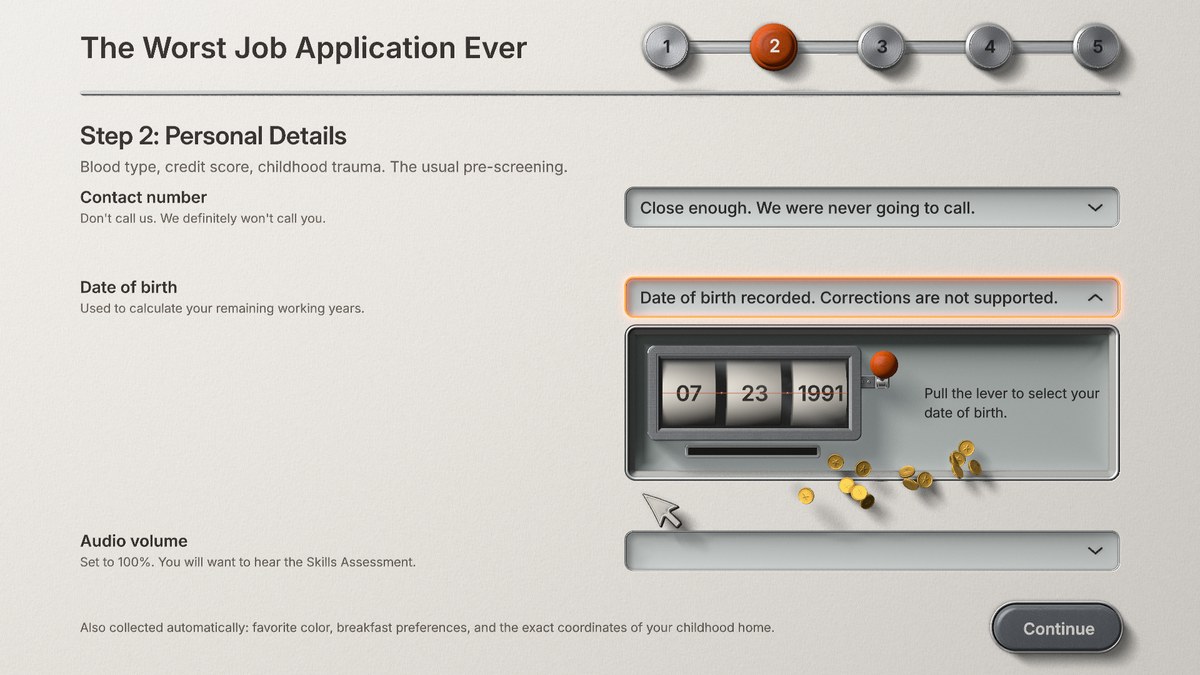 The Worst Job Application Ever
1 2 3 4 5
Step 2: Personal Details
Blood type, credit score, childhood trauma. The usual pre-screening.
Contact number
Don't call us. We definitely won't call you.
Close enough. We were never going to call.
Date of birth
Used to calculate your remaining working years.
Date of birth recorded. Corrections are not supported.
07 23 1991
Pull the lever to select your
date of birth.
Audio volume
Set to 100%. You will want to hear the Skills Assessment.
Also collected automatically: favorite color, breakfast preferences, and the exact coordinates of your childhood home.
Continue